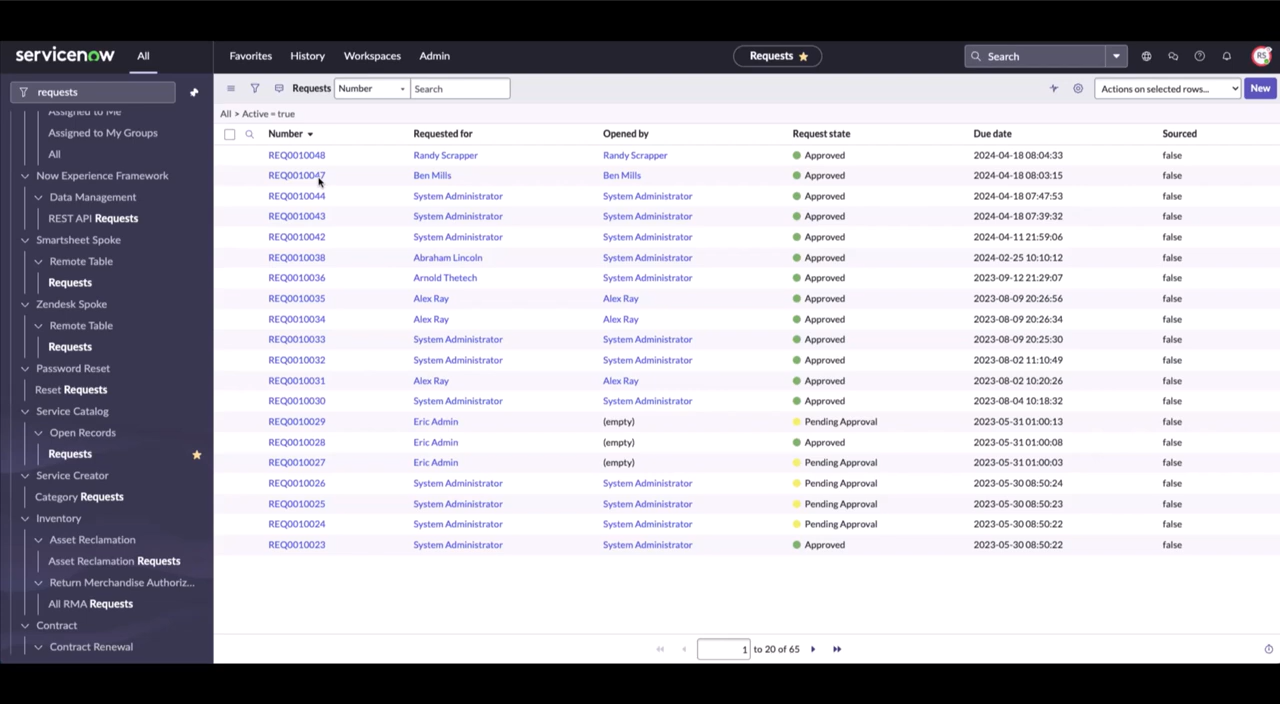 servicenow All Favorites History Workspaces Admin Requests Search RS
requests
Requests Number Search Actions on selected rows... New
All > Active = true
Assigned to Me
Assigned to My Groups
All
Now Experience Framework
Data Management
REST API Requests
Smartsheet Spoke
Remote Table
Requests
Zendesk Spoke
Remote Table
Requests
Password Reset
Reset Requests
Service Catalog
Open Records
Requests
Service Creator
Category Requests
Inventory
Asset Reclamation
Asset Reclamation Requests
Return Merchandise Authoriz...
All RMA Requests
Contract
Contract Renewal
Number Requested for Opened by Request state Due date Sourced
REQ0010048 Randy Scrapper Randy Scrapper Approved 2024-04-18 08:04:33 false
REQ0010047 Ben Mills Ben Mills Approved 2024-04-18 08:03:15 false
REQ0010044 System Administrator System Administrator Approved 2024-04-18 07:47:53 false
REQ0010043 System Administrator System Administrator Approved 2024-04-18 07:39:32 false
REQ0010042 System Administrator System Administrator Approved 2024-04-11 21:59:06 false
REQ0010038 Abraham Lincoln System Administrator Approved 2024-02-25 10:10:12 false
REQ0010036 Arnold Thetech System Administrator Approved 2023-09-12 21:29:07 false
REQ0010035 Alex Ray Alex Ray Approved 2023-08-09 20:26:56 false
REQ0010034 Alex Ray Alex Ray Approved 2023-08-09 20:26:34 false
REQ0010033 System Administrator System Administrator Approved 2023-08-09 20:25:30 false
REQ0010032 System Administrator System Administrator Approved 2023-08-02 11:10:49 false
REQ0010031 Alex Ray Alex Ray Approved 2023-08-02 10:20:26 false
REQ0010030 System Administrator System Administrator Approved 2023-08-04 10:18:32 false
REQ0010029 Eric Admin (empty) Pending Approval 2023-05-31 01:00:13 false
REQ0010028 Eric Admin (empty) Approved 2023-05-31 01:00:08 false
REQ0010027 Eric Admin (empty) Pending Approval 2023-05-31 01:00:03 false
REQ0010026 System Administrator System Administrator Pending Approval 2023-05-30 08:50:24 false
REQ0010025 System Administrator System Administrator Pending Approval 2023-05-30 08:50:23 false
REQ0010024 System Administrator System Administrator Pending Approval 2023-05-30 08:50:22 false
REQ0010023 System Administrator System Administrator Approved 2023-05-30 08:50:22 false
1 to 20 of 65